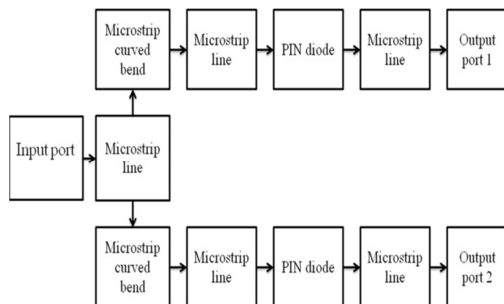 Microstrip
curved
bend
Microstrip
line
PIN diode
Microstrip
line
Output
port 1
Input port
Microstrip
line
Microstrip
curved
bend
Microstrip
line
PIN diode
Microstrip
line
Output
port 2